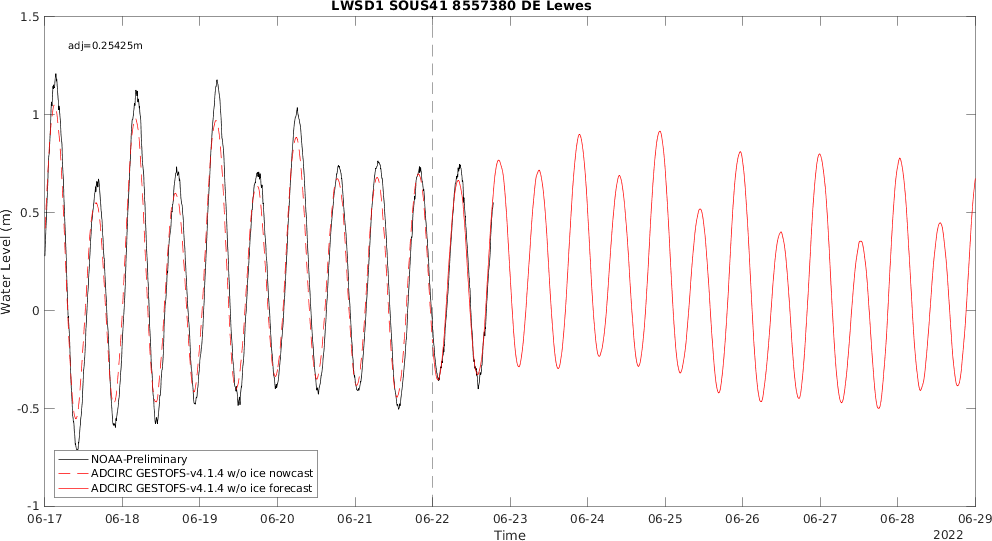 LWSD1 SOUS41 8557380 DE Lewes
1.5
adj=0.25425m
1
0.5
Water Level (m)
0
-0.5
NOAA-Preliminary
ADCIRC GESTOFS-v4.1.4 w/o ice nowcast
ADCIRC GESTOFS-v4.1.4 w/o ice forecast
-1
06-17 06-18 06-19 06-20 06-21 06-22 06-23 06-24 06-25 06-26 06-27 06-28 06-29
Time
2022